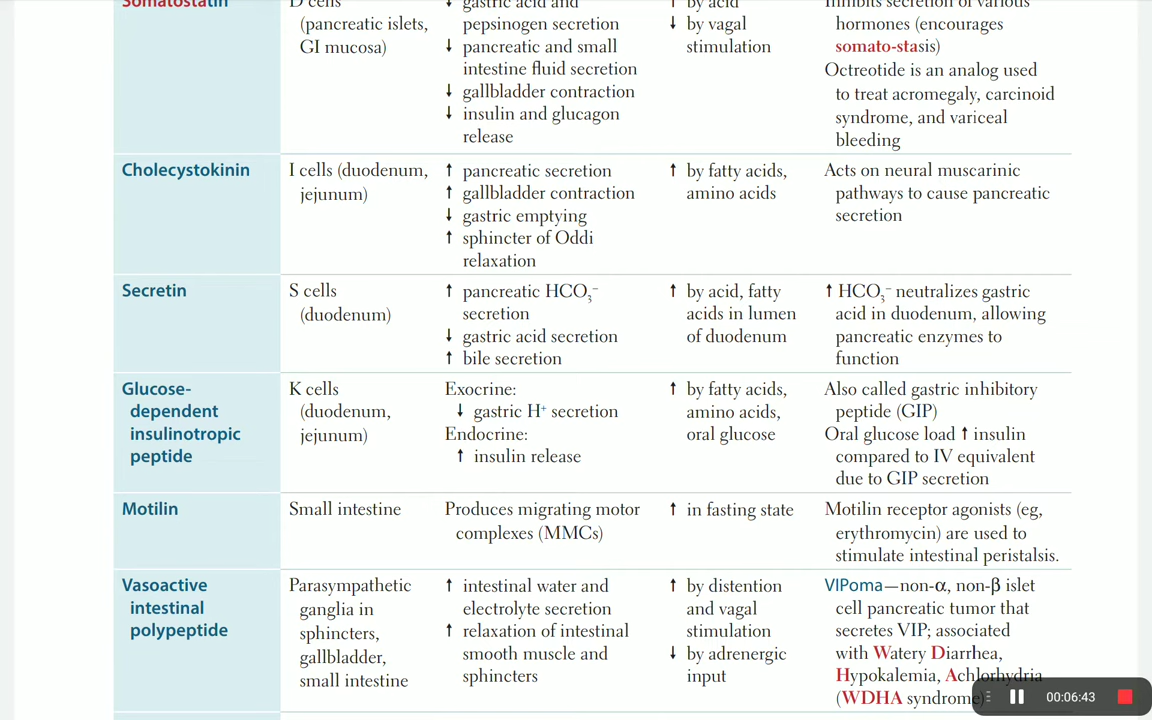 Somatostatin
D cells
(pancreatic islets,
GI mucosa)
↓ gastric acid and
pepsinogen secretion
↓ pancreatic and small
intestine fluid secretion
↓ gallbladder contraction
↓ insulin and glucagon
release
↑ by acid
↓ by vagal
stimulation
Inhibits secretion of various
hormones (encourages
somato-stasis)
Octreotide is an analog used
to treat acromegaly, carcinoid
syndrome, and variceal
bleeding
Cholecystokinin
I cells (duodenum,
jejunum)
↑ pancreatic secretion
↑ gallbladder contraction
↓ gastric emptying
↑ sphincter of Oddi
relaxation
↑ by fatty acids,
amino acids
Acts on neural muscarinic
pathways to cause pancreatic
secretion
Secretin
S cells
(duodenum)
↑ pancreatic HCO₃⁻
secretion
↓ gastric acid secretion
↑ bile secretion
↑ by acid, fatty
acids in lumen
of duodenum
↑ HCO₃⁻ neutralizes gastric
acid in duodenum, allowing
pancreatic enzymes to
function
Glucose-
dependent
insulinotropic
peptide
K cells
(duodenum,
jejunum)
Exocrine:
↓ gastric H⁺ secretion
Endocrine:
↑ insulin release
↑ by fatty acids,
amino acids,
oral glucose
Also called gastric inhibitory
peptide (GIP)
Oral glucose load ↑ insulin
compared to IV equivalent
due to GIP secretion
Motilin
Small intestine
Produces migrating motor
complexes (MMCs)
↑ in fasting state
Motilin receptor agonists (eg,
erythromycin) are used to
stimulate intestinal peristalsis.
Vasoactive
intestinal
polypeptide
Parasympathetic
ganglia in
sphincters,
gallbladder,
small intestine
↑ intestinal water and
electrolyte secretion
↑ relaxation of intestinal
smooth muscle and
sphincters
↑ by distention
and vagal
stimulation
↓ by adrenergic
input
VIPoma—non-α, non-β islet
cell pancreatic tumor that
secretes VIP; associated
with Watery Diarrhea,
Hypokalemia, Achlorhydria
(WDHA syndrome)
00:06:43